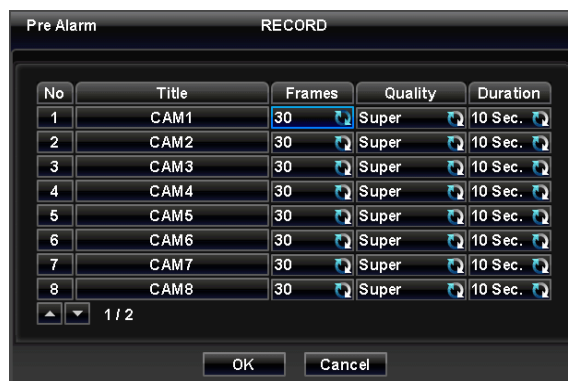 Pre Alarm RECORD
No Title Frames Quality Duration
1 CAM1 30 Super 10 Sec.
2 CAM2 30 Super 10 Sec.
3 CAM3 30 Super 10 Sec.
4 CAM4 30 Super 10 Sec.
5 CAM5 30 Super 10 Sec.
6 CAM6 30 Super 10 Sec.
7 CAM7 30 Super 10 Sec.
8 CAM8 30 Super 10 Sec.
1 / 2
OK Cancel